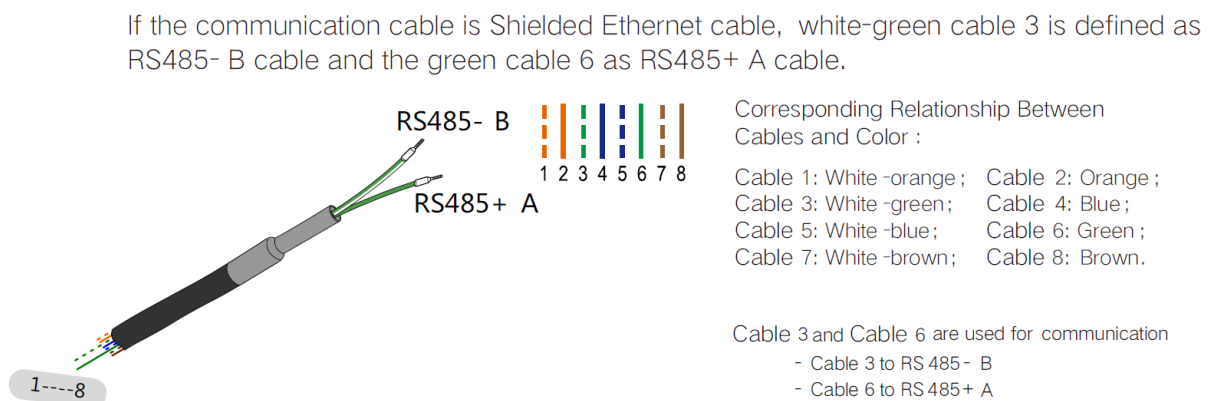 If the communication cable is Shielded Ethernet cable, white-green cable 3 is defined as
RS485- B cable and the green cable 6 as RS485+ A cable.
RS485- B
RS485+ A
1----8
1 2 3 4 5 6 7 8
Corresponding Relationship Between
Cables and Color :
Cable 1: White -orange ; Cable 2: Orange ;
Cable 3: White -green; Cable 4: Blue ;
Cable 5: White -blue ; Cable 6: Green ;
Cable 7: White -brown ; Cable 8: Brown.
Cable 3 and Cable 6 are used for communication
- Cable 3 to RS 485 - B
- Cable 6 to RS 485 + A